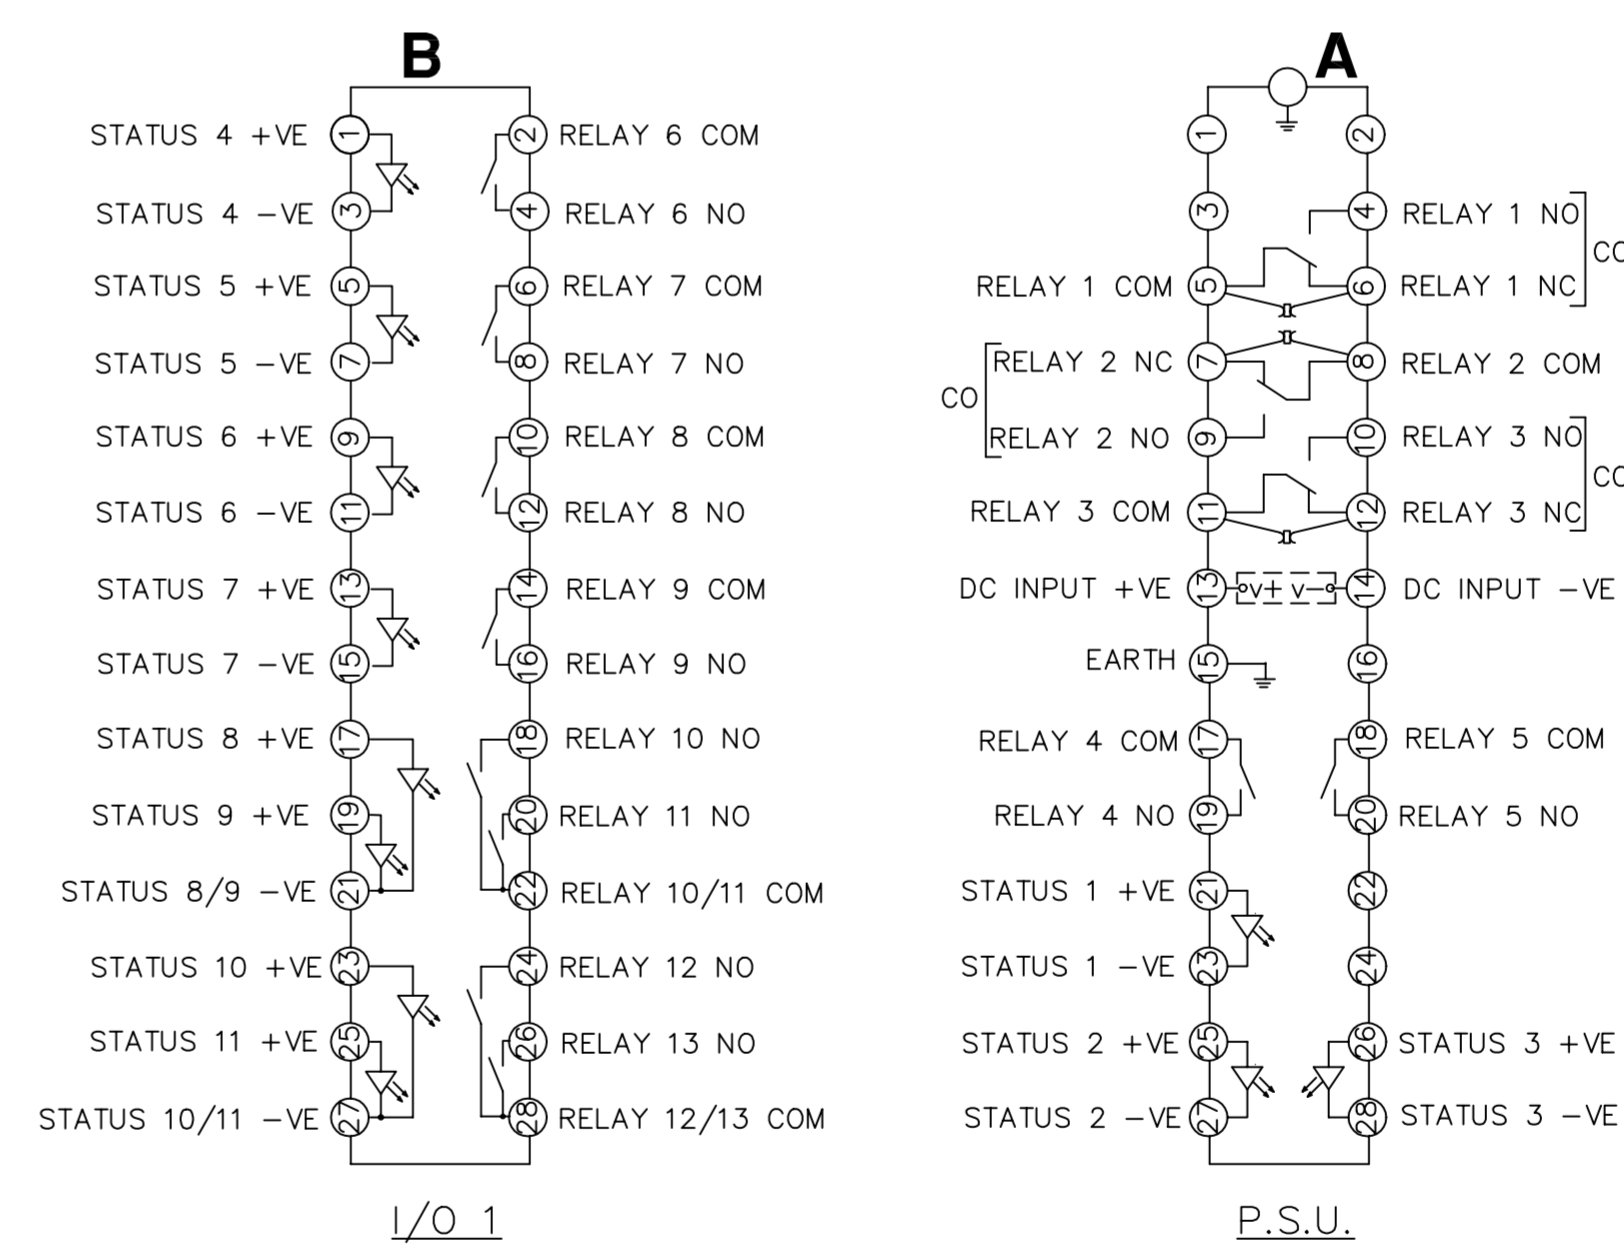 B
STATUS 4 +VE 1 2 RELAY 6 COM
STATUS 4 −VE 3 4 RELAY 6 NO
STATUS 5 +VE 5 6 RELAY 7 COM
STATUS 5 −VE 7 8 RELAY 7 NO
STATUS 6 +VE 9 10 RELAY 8 COM
STATUS 6 −VE 11 12 RELAY 8 NO
STATUS 7 +VE 13 14 RELAY 9 COM
STATUS 7 −VE 15 16 RELAY 9 NO
STATUS 8 +VE 17 18 RELAY 10 NO
STATUS 9 +VE 19 20 RELAY 11 NO
STATUS 8/9 −VE 21 22 RELAY 10/11 COM
STATUS 10 +VE 23 24 RELAY 12 NO
STATUS 11 +VE 25 26 RELAY 13 NO
STATUS 10/11 −VE 27 28 RELAY 12/13 COM
I/O 1
A
1 2
3 4 RELAY 1 NO
CO
RELAY 1 COM 5 6 RELAY 1 NC
RELAY 2 NC 7 8 RELAY 2 COM
CO
RELAY 2 NO 9 10 RELAY 3 NO
CO
RELAY 3 COM 11 12 RELAY 3 NC
DC INPUT +VE 13 V+ V− 14 DC INPUT −VE
EARTH 15 16
RELAY 4 COM 17 18 RELAY 5 COM
RELAY 4 NO 19 20 RELAY 5 NO
STATUS 1 +VE 21 22
STATUS 1 −VE 23 24
STATUS 2 +VE 25 26 STATUS 3 +VE
STATUS 2 −VE 27 28 STATUS 3 −VE
P.S.U.